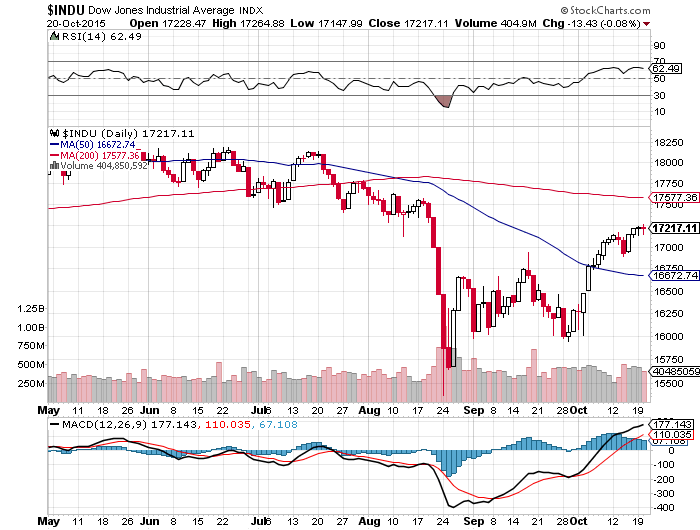 $INDU Dow Jones Industrial Average INDX © StockCharts.com
20-Oct-2015 Open 17228.47 High 17264.88 Low 17147.99 Close 17217.11 Volume 404.9M Chg -13.43 (-0.08%)
RSI(14) 62.49
90
70
62.49
50
30
10
$INDU (Daily) 17217.11
MA(50) 16672.74
MA(200) 17577.36
Volume 404,850,592
18250
18000
17750
17577.36
17500
17217.11
17000
16750
16672.74
16500
1.25B
16250
1.00B
16000
750M
15750
500M
40485059
250M
15500
May 11 18 26 Jun 8 15 22 Jul 6 13 20 27 Aug 10 17 24 Sep 8 14 21 28 Oct 12 19
MACD(12,26,9) 177.143, 110.035, 67.108
177.143
110.035
67.108
0
-100
-200
-300
-400
May 11 18 26 Jun 8 15 22 Jul 6 13 20 27 Aug 10 17 24 Sep 8 14 21 28 Oct 12 19